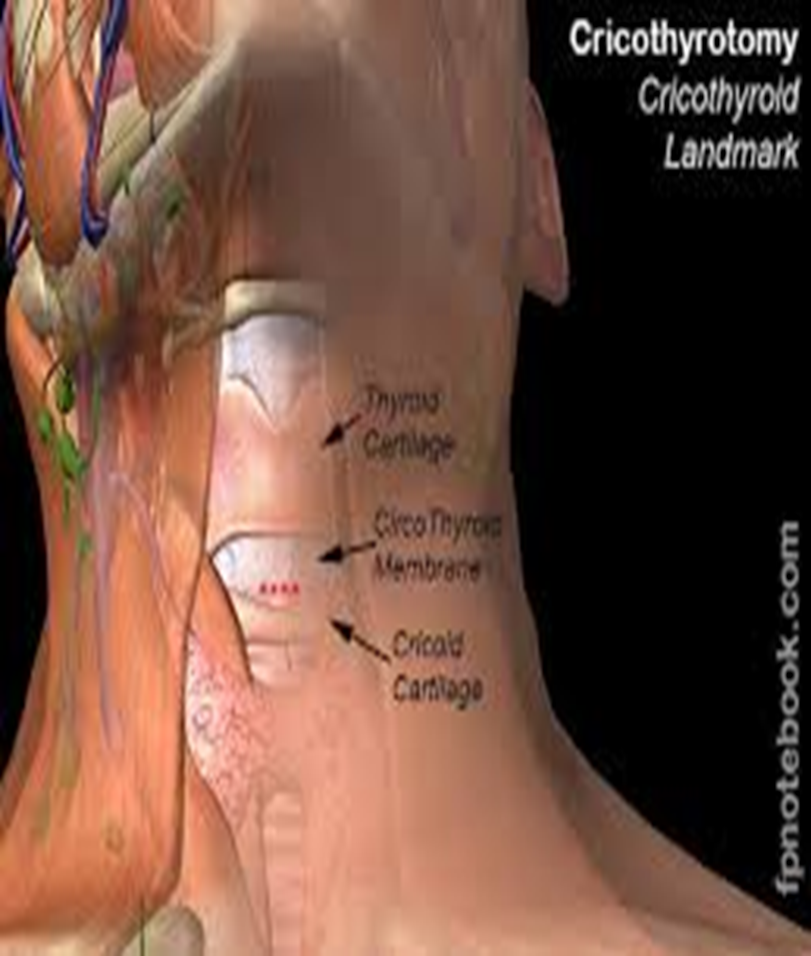 Cricothyrotomy
Cricothyroid
Landmark
Thyroid
Cartilage
CircoThyroid
Membrane
Cricoid
Cartilage
fpnotebook.com